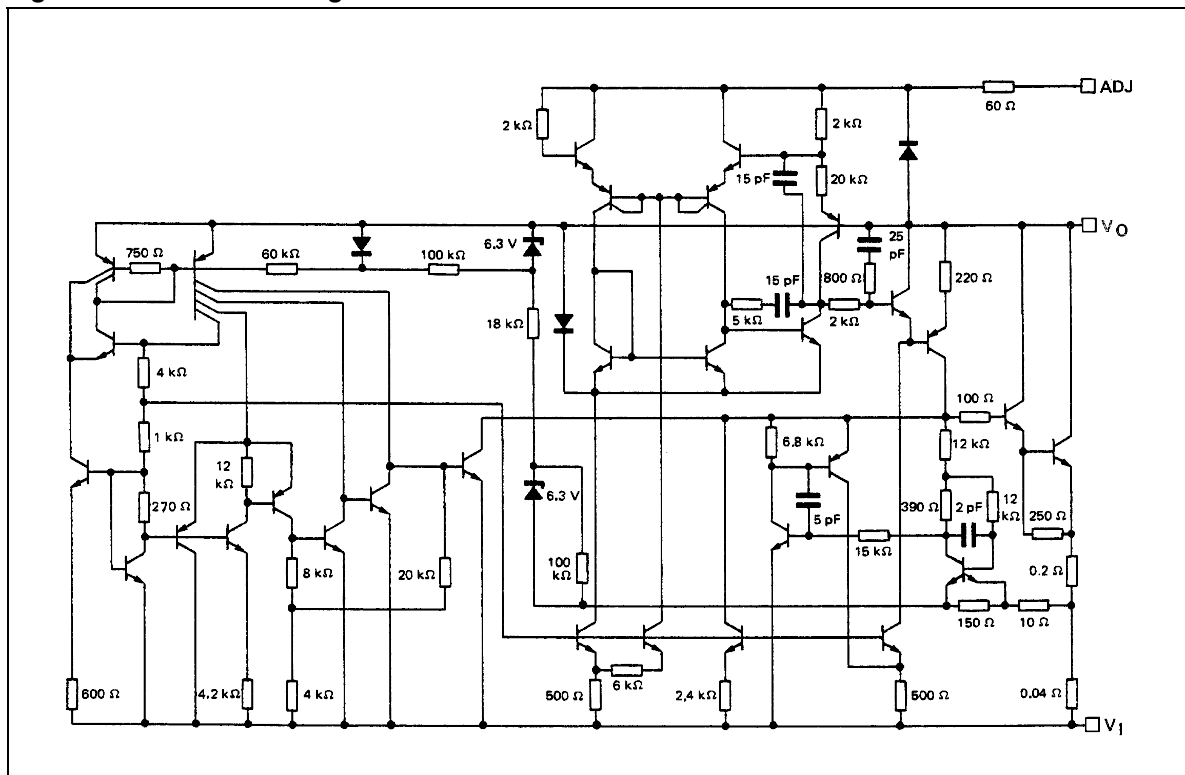 ADJ
60 Ω
2 kΩ
2 kΩ
15 pF
20 kΩ
V_O
750 Ω
60 kΩ
100 kΩ
6.3 V
25 pF
15 pF
800Ω
220 Ω
5 kΩ
2 kΩ
18 kΩ
4 kΩ
100 Ω
1 kΩ
6.8 kΩ
12 kΩ
12 kΩ
270 Ω
6.3 V
5 pF
390Ω
2 pF
12 kΩ
250 Ω
15 kΩ
8 kΩ
20 kΩ
100 kΩ
0.2 Ω
150 Ω
10 Ω
600 Ω
4.2 kΩ
4 kΩ
500 Ω
6 kΩ
2,4 kΩ
500 Ω
0.04 Ω
V_I